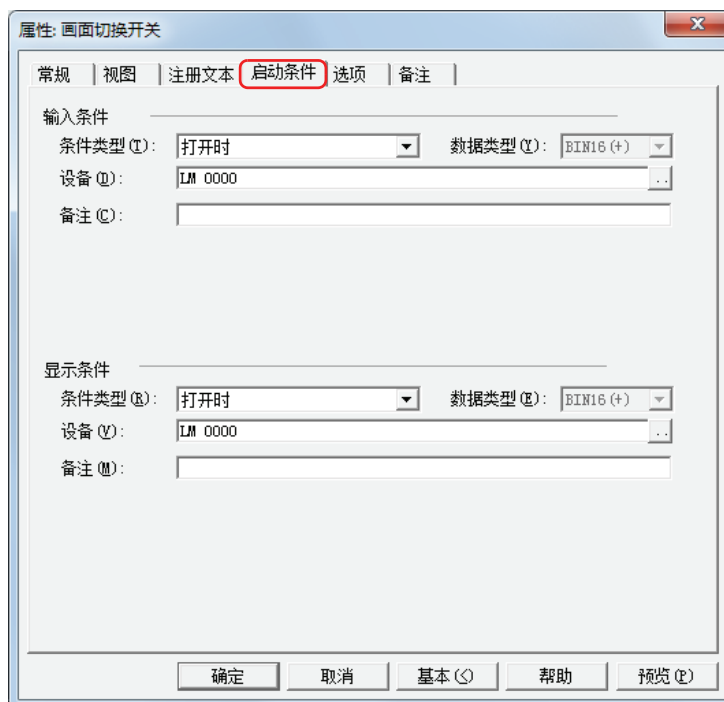 属性: 画面切换开关
常规 视图 注册文本 启动条件 选项 备注
输入条件
条件类型(T): 打开时 数据类型(Y): BIN16(+)
设备(D): LM 0000 ..
备注(C):
显示条件
条件类型(R): 打开时 数据类型(E): BIN16(+)
设备(V): LM 0000 ..
备注(M):
确定 取消 基本(<) 帮助 预览(P)